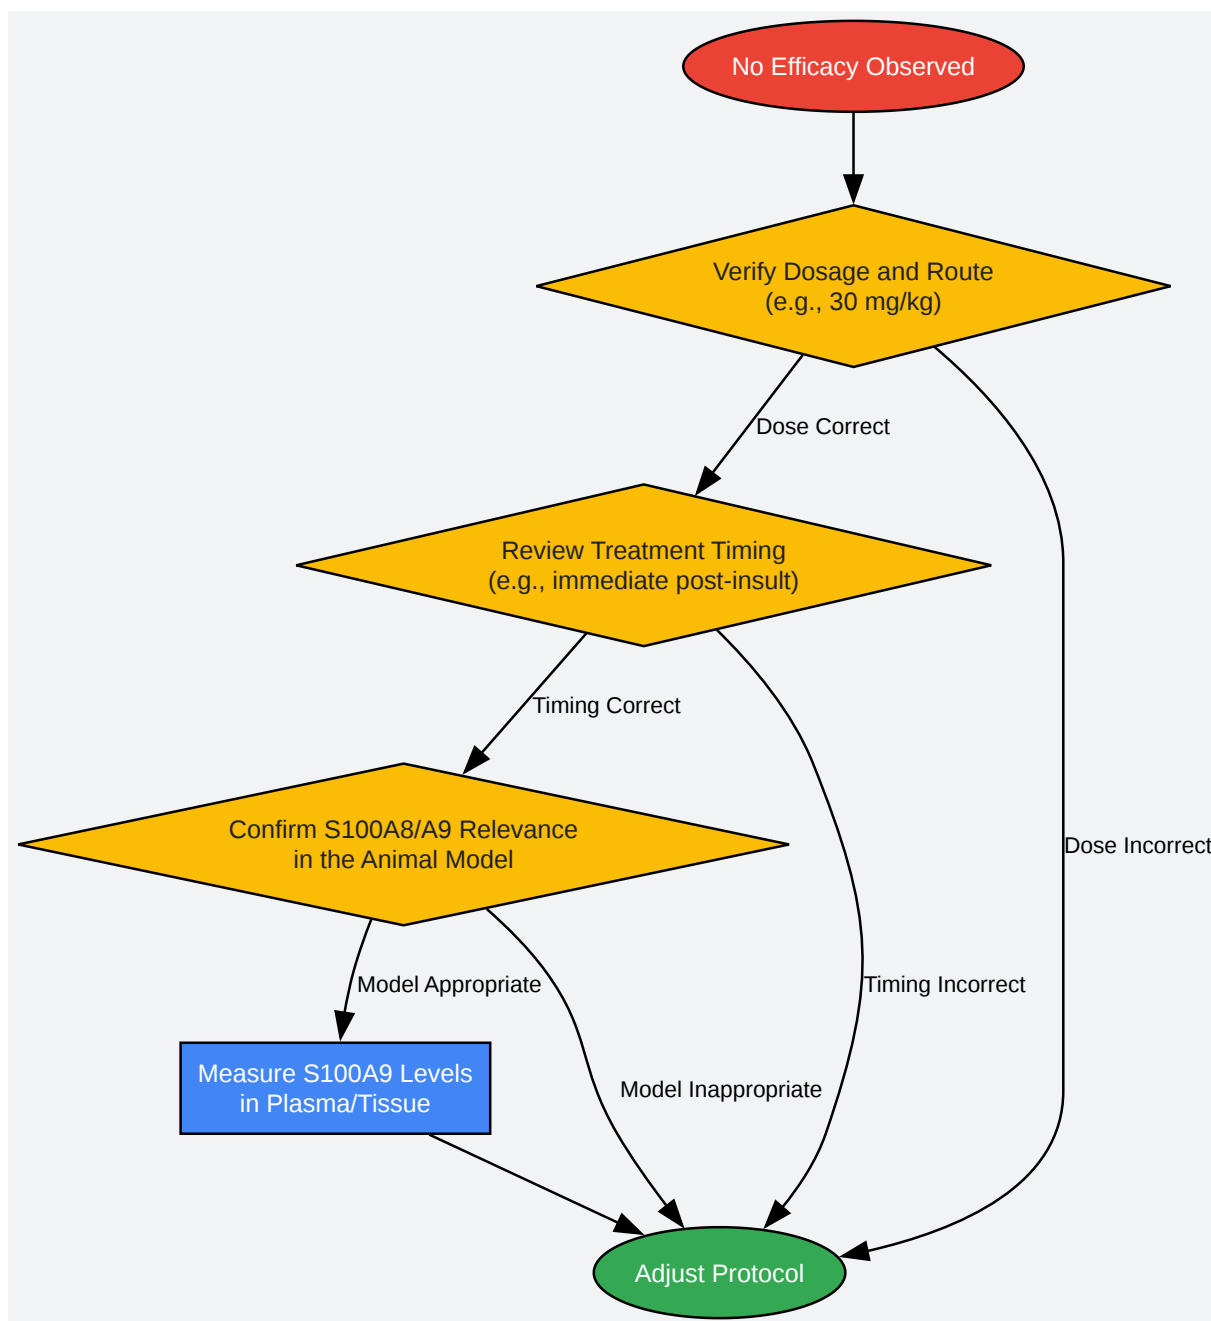 No Efficacy Observed
Verify Dosage and Route
(e.g., 30 mg/kg)
Dose Correct
Review Treatment Timing
(e.g., immediate post-insult)
Timing Correct
Confirm S100A8/A9 Relevance
in the Animal Model
Dose Incorrect
Model Appropriate
Timing Incorrect
Measure S100A9 Levels
in Plasma/Tissue
Model Inappropriate
Adjust Protocol